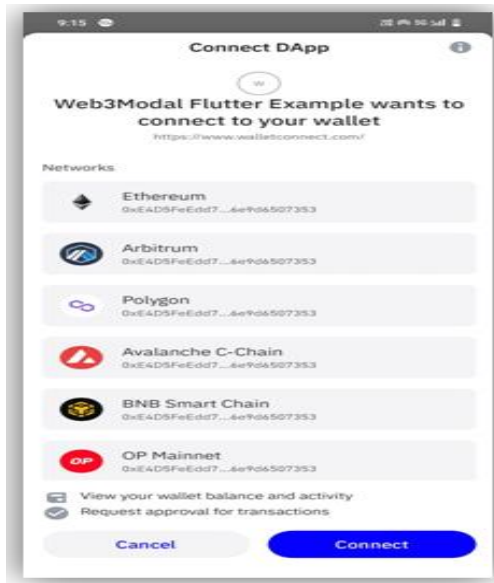 9:15
Connect DApp
W
Web3Modal Flutter Example wants to
connect to your wallet
https://www.walletconnect.com/
Networks
Ethereum
0xE4D5FeEdd7...6e9d6507353
Arbitrum
0xE4D5FeEdd7...6e9d6507353
Polygon
0xE4D5FeEdd7...6e9d6507353
Avalanche C-Chain
0xE4D5FeEdd7...6e9d6507353
BNB Smart Chain
0xE4D5FeEdd7...6e9d6507353
OP
OP Mainnet
0xE4D5FeEdd7...6e9d6507353
View your wallet balance and activity
Request approval for transactions
Cancel Connect